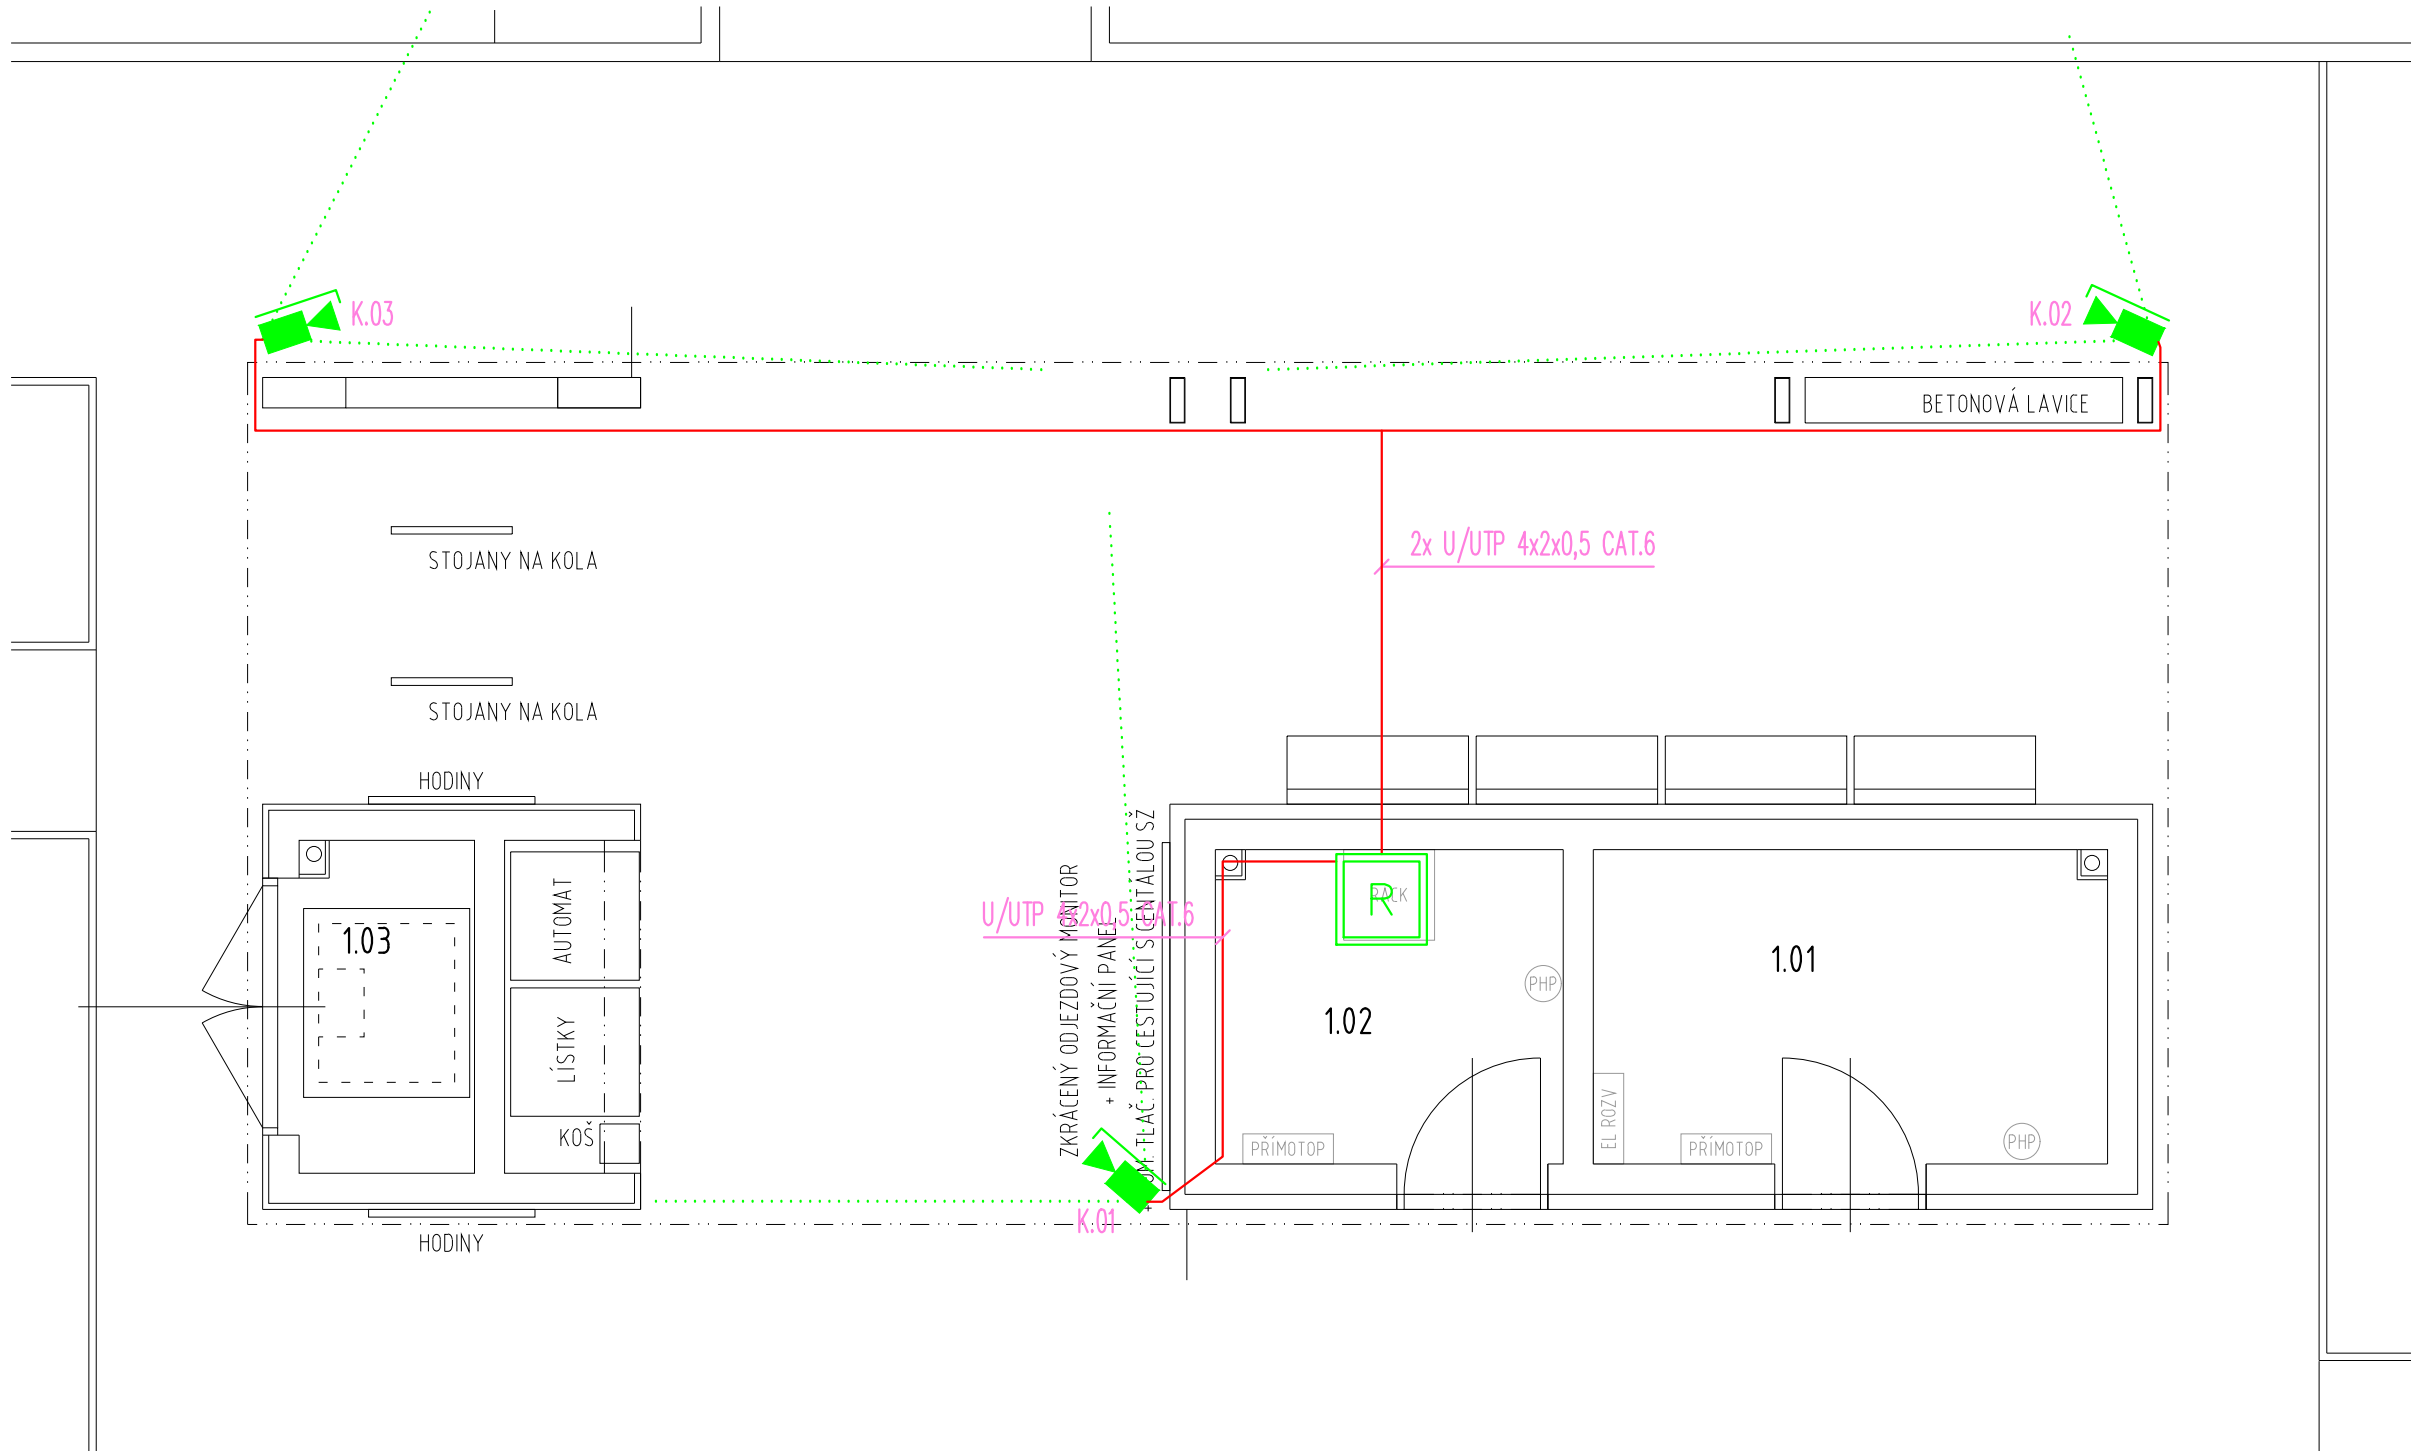 K.03
K.02
BETONOVÁ LAVICE
2x U/UTP 4x2x0,5 CAT.6
STOJANY NA KOLA
STOJANY NA KOLA
HODINY
AUTOMAT
LÍSTKY
KOŠ
1.03
HODINY
ZKRÁCENÝ ODJEZDOVÝ MONITOR
+ INFORMAČNÍ PANEL
TLAČ. PRO CESTUJÍCÍ S CENTÁLOU SŽ
U/UTP 4x2x0,5 CAT.6
K.01
RACK
R
PHP
1.02
1.01
PŘÍMOTOP
EL ROZV
PŘÍMOTOP
PHP